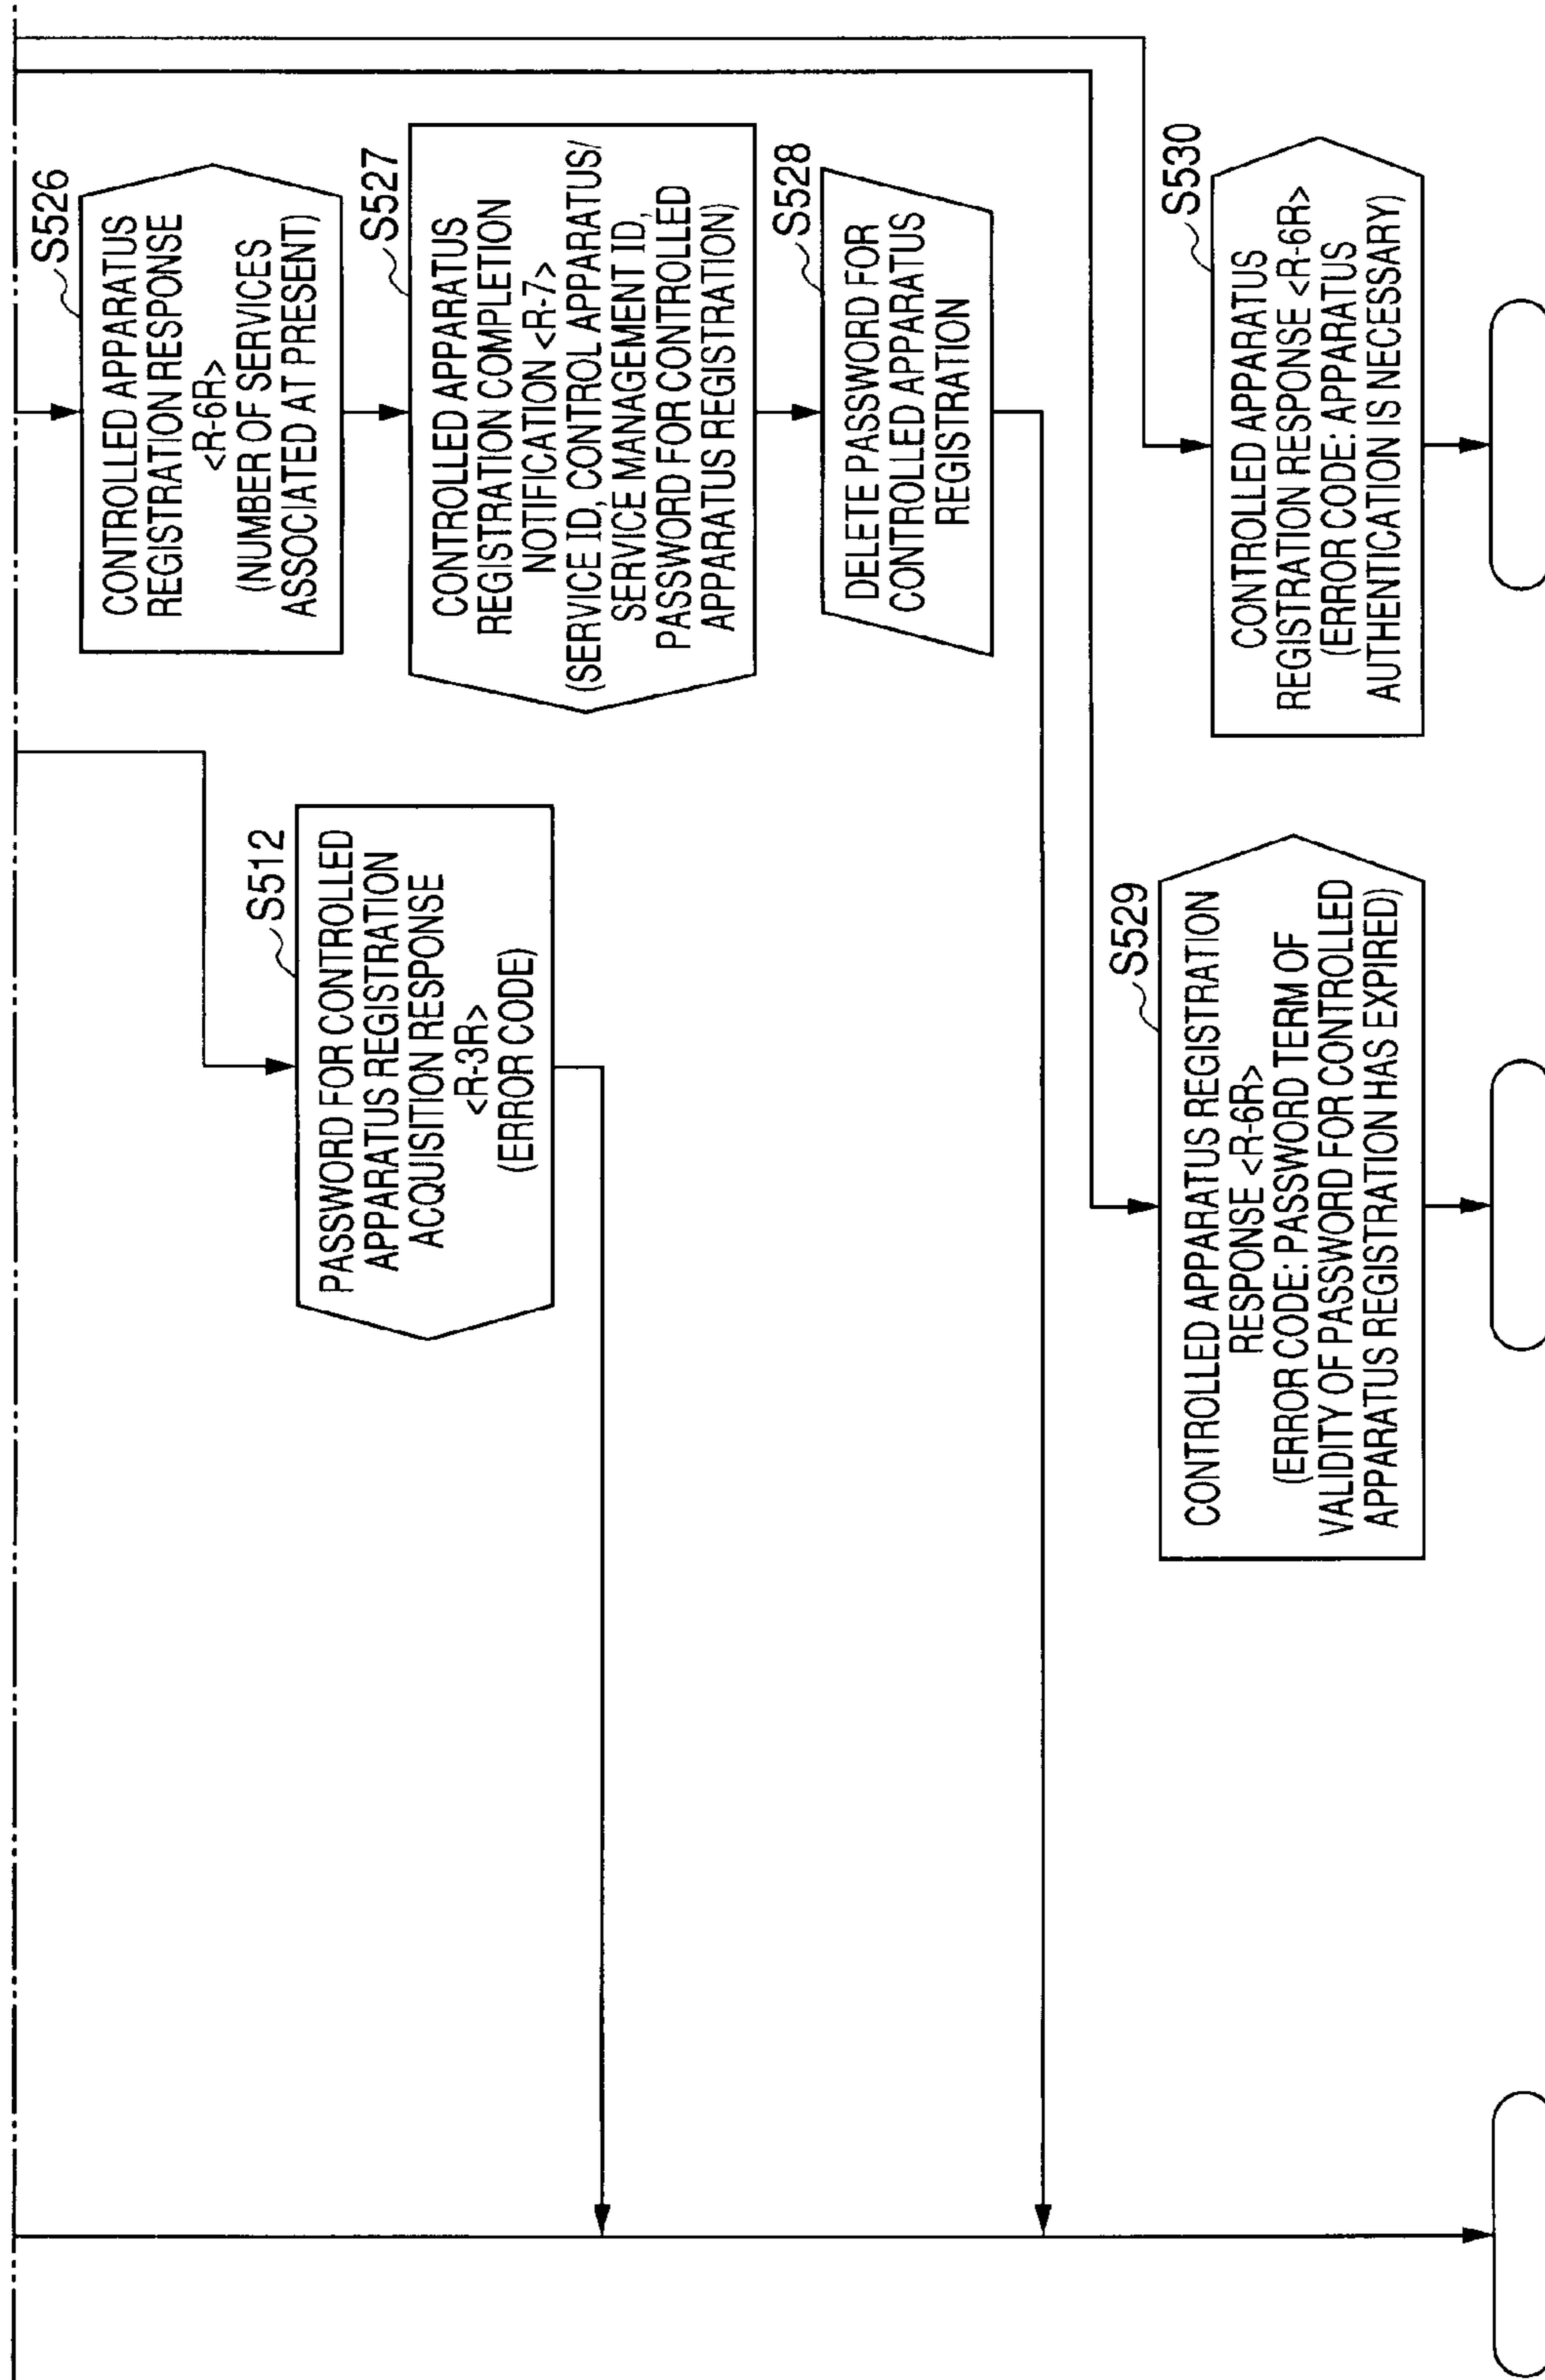 S526
CONTROLLED APPARATUS
REGISTRATION RESPONSE
<R-6R>
(NUMBER OF SERVICES
ASSOCIATED AT PRESENT)
S527
CONTROLLED APPARATUS
REGISTRATION COMPLETION
NOTIFICATION <R-7>
(SERVICE ID, CONTROL APPARATUS/
SERVICE MANAGEMENT ID,
PASSWORD FOR CONTROLLED
APPARATUS REGISTRATION)
S528
DELETE PASSWORD FOR
CONTROLLED APPARATUS
REGISTRATION
S512
PASSWORD FOR CONTROLLED
APPARATUS REGISTRATION
ACQUISITION RESPONSE
<R-3R>
(ERROR CODE)
S529
CONTROLLED APPARATUS REGISTRATION
RESPONSE <R-6R>
(ERROR CODE: PASSWORD TERM OF
VALIDITY OF PASSWORD FOR CONTROLLED
APPARATUS REGISTRATION HAS EXPIRED)
S530
CONTROLLED APPARATUS
REGISTRATION RESPONSE <R-6R>
(ERROR CODE: APPARATUS
AUTHENTICATION IS NECESSARY)